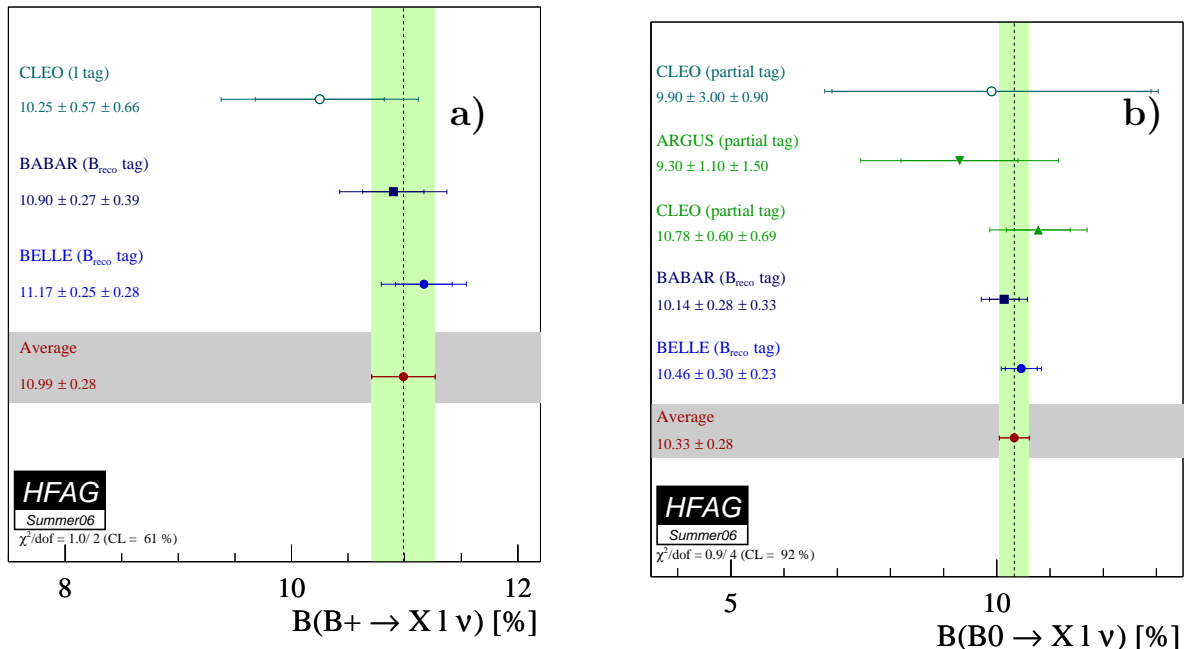 CLEO (l tag)
10.25 ± 0.57 ± 0.66
a)
BABAR (B_reco tag)
10.90 ± 0.27 ± 0.39
BELLE (B_reco tag)
11.17 ± 0.25 ± 0.28
Average
10.99 ± 0.28
HFAG
Summer06
χ²/dof = 1.0/ 2 (CL = 61 %)
8 10 12
B(B+ → X l ν) [%]
CLEO (partial tag)
9.90 ± 3.00 ± 0.90
b)
ARGUS (partial tag)
9.30 ± 1.10 ± 1.50
CLEO (partial tag)
10.78 ± 0.60 ± 0.69
BABAR (B_reco tag)
10.14 ± 0.28 ± 0.33
BELLE (B_reco tag)
10.46 ± 0.30 ± 0.23
Average
10.33 ± 0.28
HFAG
Summer06
χ²/dof = 0.9/ 4 (CL = 92 %)
5 10
B(B0 → X l ν) [%]